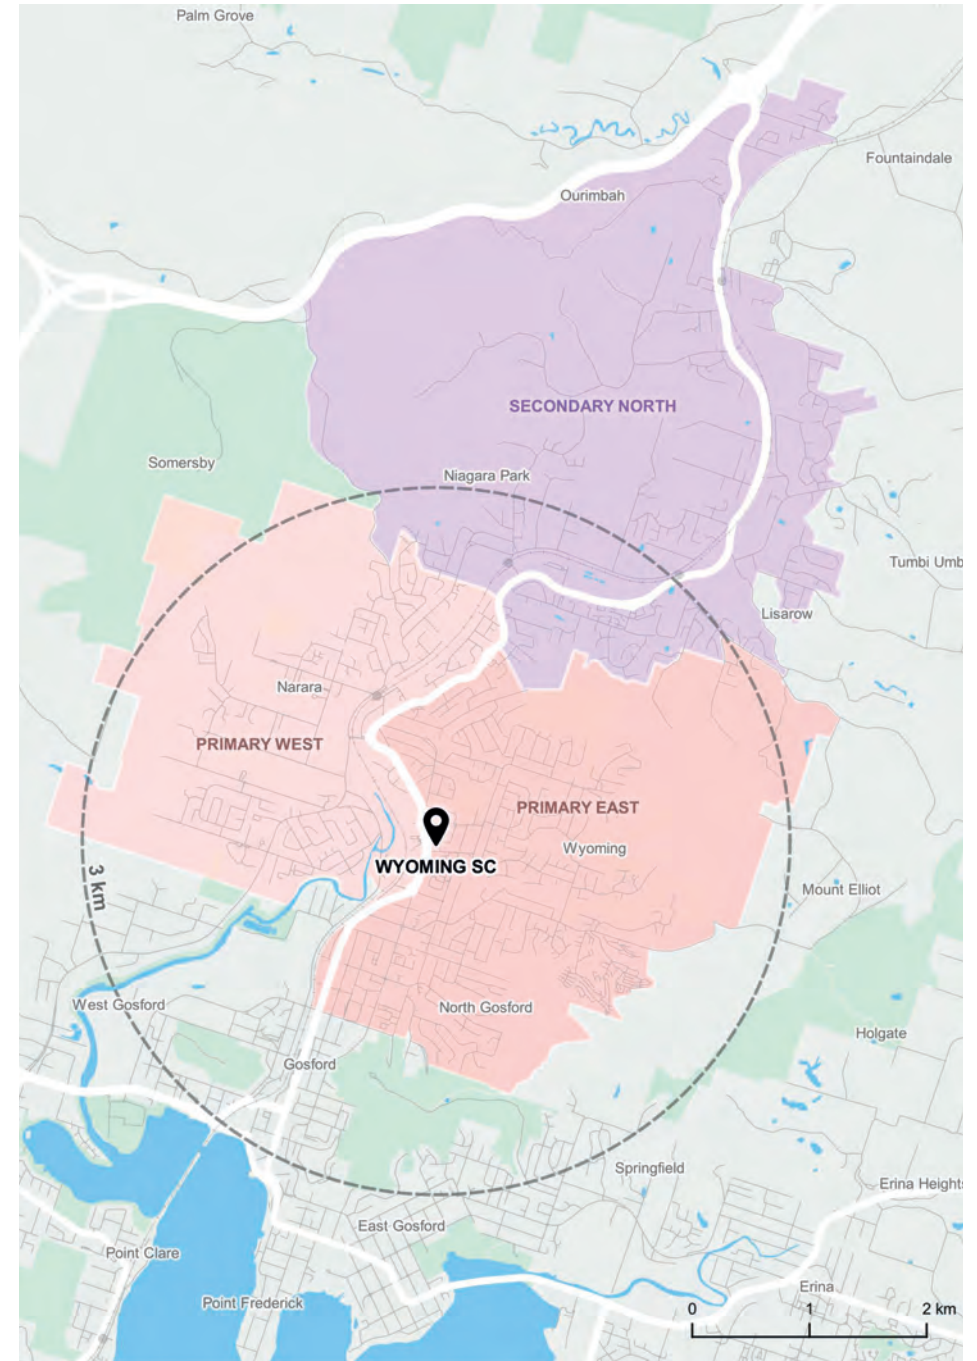 Palm Grove
Fountaindale
Ourimbah
SECONDARY NORTH
Somersby
Niagara Park
Tumbi Umb
Lisarow
Narara
PRIMARY WEST
PRIMARY EAST
Wyoming
WYOMING SC
3 km
Mount Elliot
West Gosford
North Gosford
Holgate
Gosford
Springfield
Erina Heights
East Gosford
Point Clare
Erina
Point Frederick
0 1 2 km